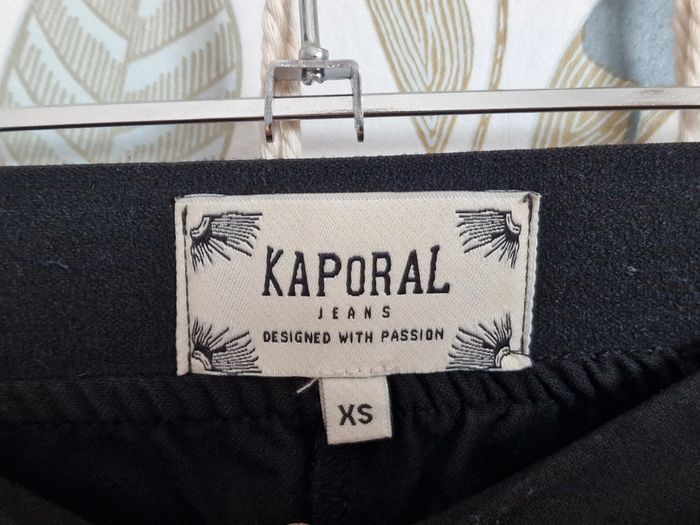 KAPORAL
JEANS
DESIGNED WITH PASSION
XS